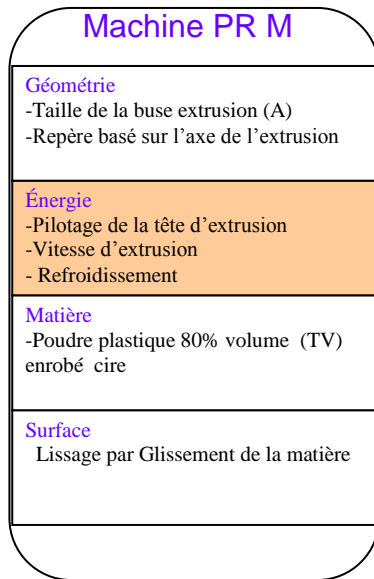 Machine PR M
Géométrie
-Taille de la buse extrusion (A)
-Repère basé sur l'axe de l'extrusion
Énergie
-Pilotage de la tête d'extrusion
-Vitesse d'extrusion
- Refroidissement
Matière
-Poudre plastique 80% volume (TV)
enrobé cire
Surface
Lissage par Glissement de la matière